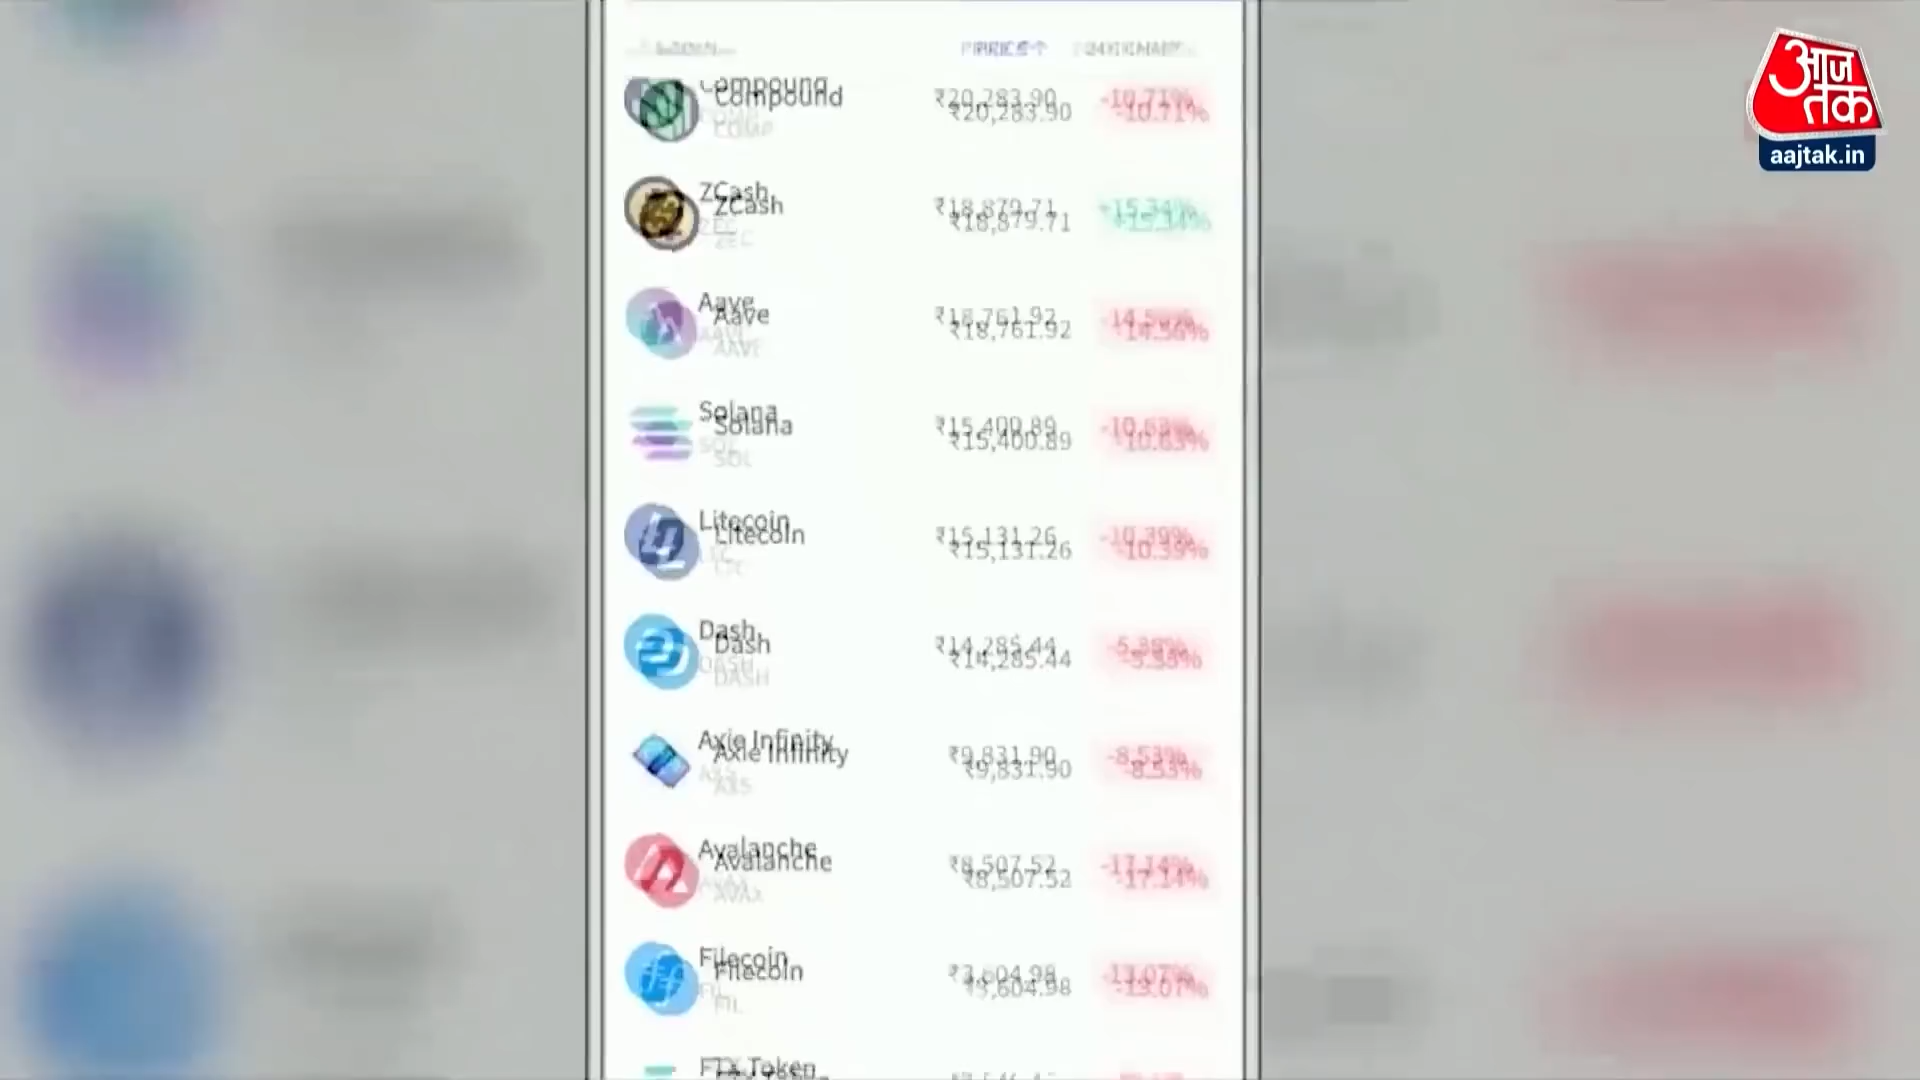 आज
तक
aajtak.in
PRICE
Compound ₹20,283.90 -10.71%
COMP
ZCash ₹18,879.71 +15.34%
ZEC
Aave ₹18,761.92 -14.56%
AAVE
Solana ₹15,400.89 -10.63%
SOL
Litecoin ₹15,131.26 -10.39%
LTC
Dash ₹14,285.44
DASH
Axie Infinity ₹9,831.90 -8.53%
AXS
Avalanche ₹8,507.52 -17.14%
AVAX
Filecoin ₹3,604.98 -13.07%
FIL
FTX Token